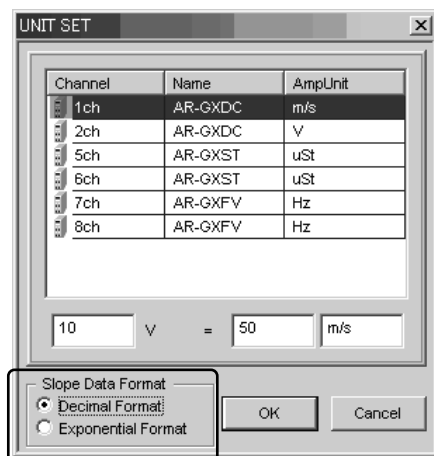 UNIT SET
Channel Name AmpUnit
1ch AR-GXDC m/s
2ch AR-GXDC V
5ch AR-GXST uSt
6ch AR-GXST uSt
7ch AR-GXFV Hz
8ch AR-GXFV Hz
10 V = 50 m/s
Slope Data Format
Decimal Format
Exponential Format
OK Cancel